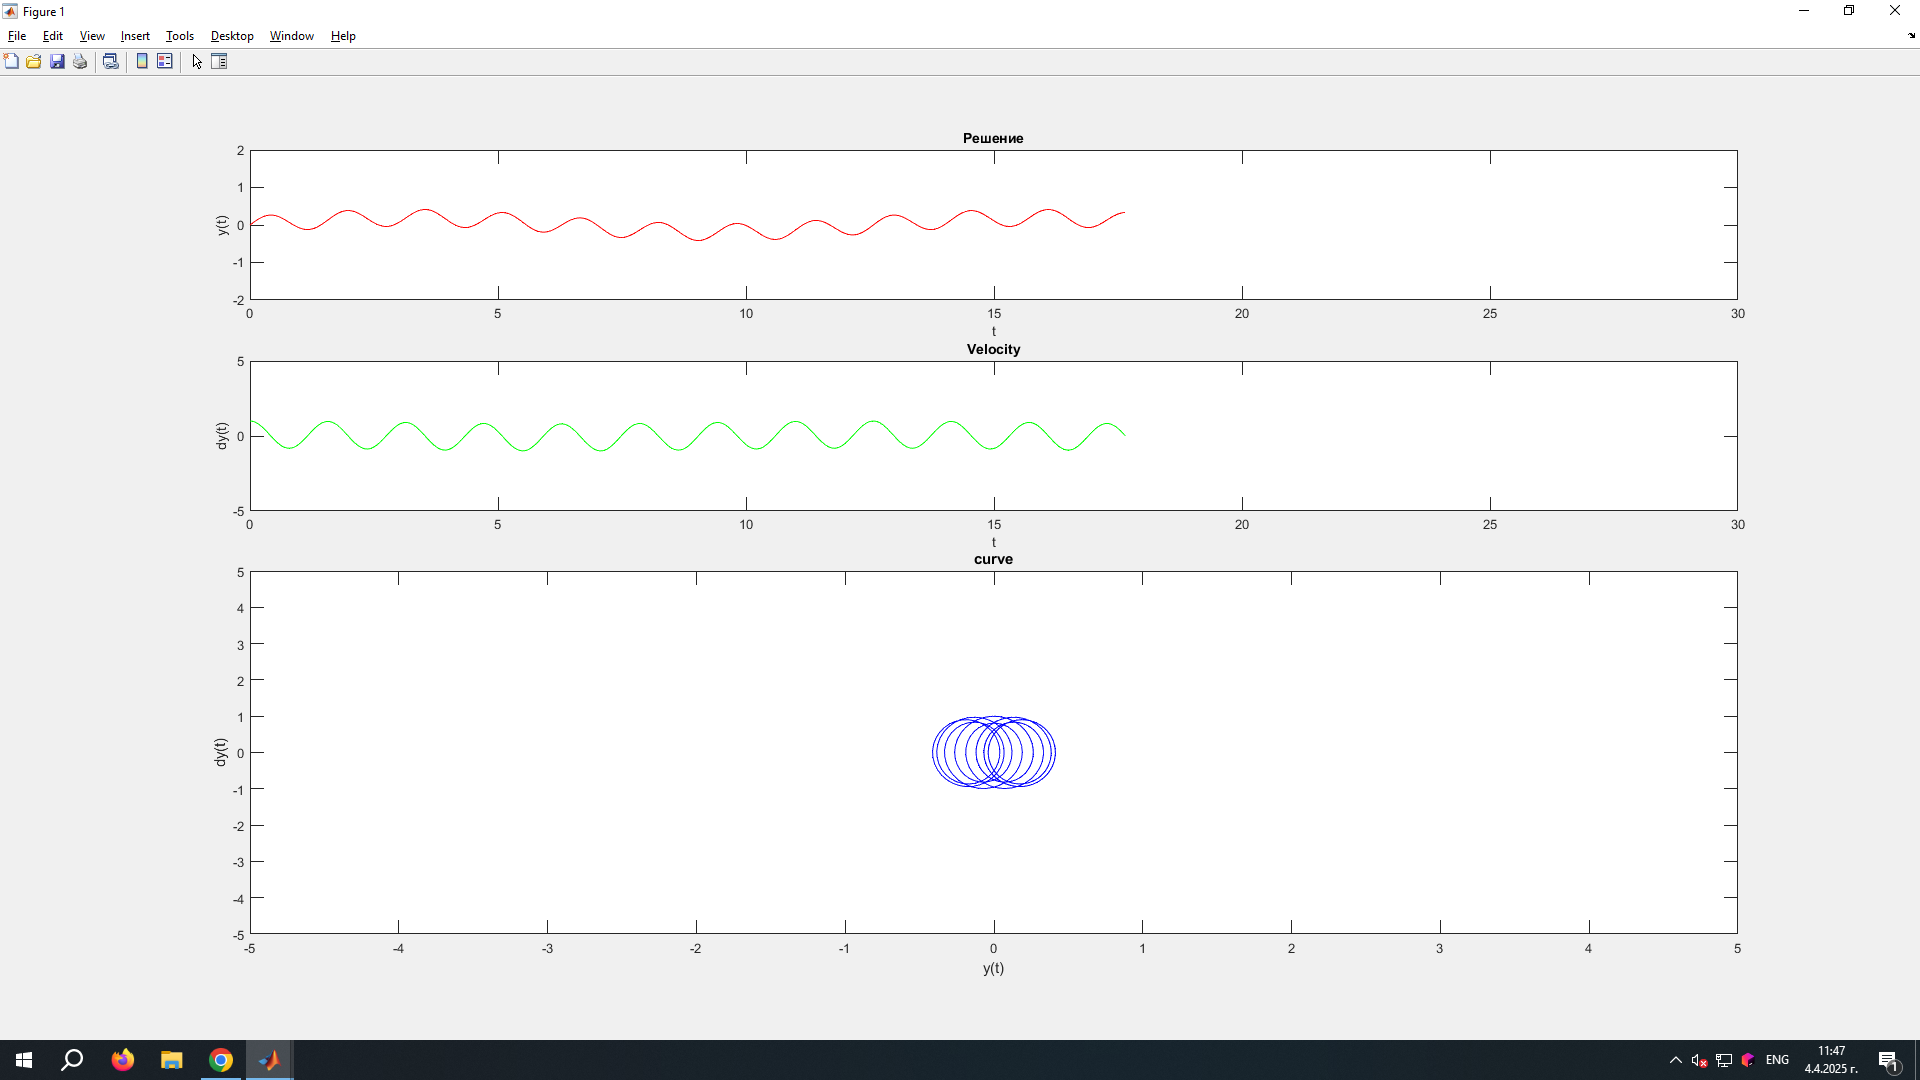 Figure 1
File Edit View Insert Tools Desktop Window Help
Решение
2
1
0
-1
-2
y(t)
0 5 10 15 20 25 30
t
Velocity
5
0
-5
dy(t)
0 5 10 15 20 25 30
t
curve
5
4
3
2
1
0
-1
-2
-3
-4
-5
dy(t)
-5 -4 -3 -2 -1 0 1 2 3 4 5
y(t)
ENG
11:47
4.4.2025 г.
1